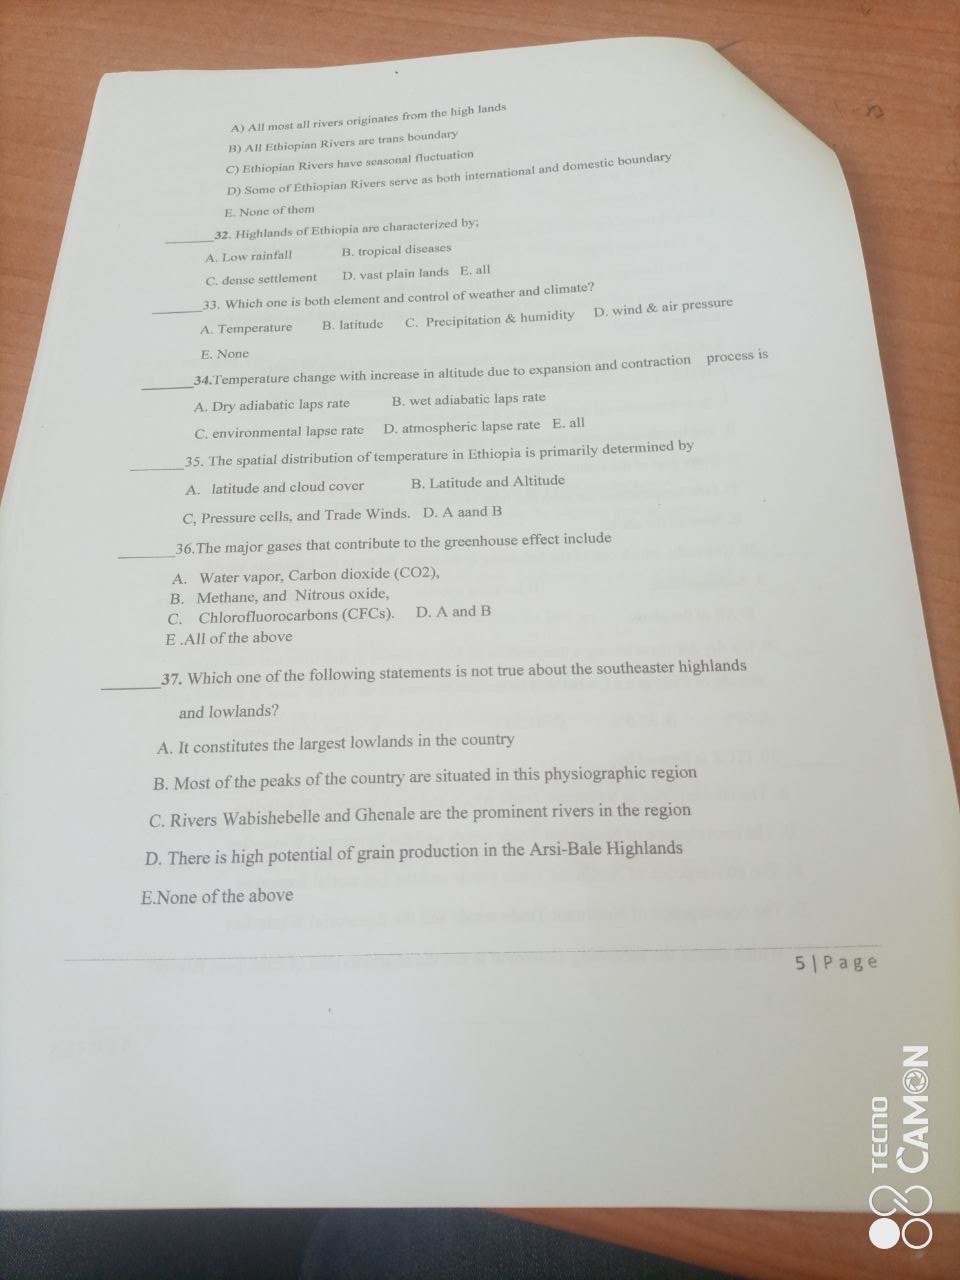 A) All most all rivers originates from the high lands
B) All Ethiopian Rivers are trans boundary
C) Ethiopian Rivers have seasonal fluctuation
D) Some of Ethiopian Rivers serve as both international and domestic boundary
E. None of them
_______32. Highlands of Ethiopia are characterized by;
A. Low rainfall B. tropical diseases
C. dense settlement D. vast plain lands E. all
_______33. Which one is both element and control of weather and climate?
A. Temperature B. latitude C. Precipitation & humidity D. wind & air pressure
E. None
_______34.Temperature change with increase in altitude due to expansion and contraction process is
A. Dry adiabatic laps rate B. wet adiabatic laps rate
C. environmental lapse rate D. atmospheric lapse rate E. all
_______35. The spatial distribution of temperature in Ethiopia is primarily determined by
A. latitude and cloud cover B. Latitude and Altitude
C, Pressure cells, and Trade Winds. D. A aand B
_______36.The major gases that contribute to the greenhouse effect include
A. Water vapor, Carbon dioxide (CO2),
B. Methane, and Nitrous oxide,
C. Chlorofluorocarbons (CFCs). D. A and B
E .All of the above
_______37. Which one of the following statements is not true about the southeaster highlands
and lowlands?
A. It constitutes the largest lowlands in the country
B. Most of the peaks of the country are situated in this physiographic region
C. Rivers Wabishebelle and Ghenale are the prominent rivers in the region
D. There is high potential of grain production in the Arsi-Bale Highlands
E.None of the above
5 | P a g e
TECNO
CAMON